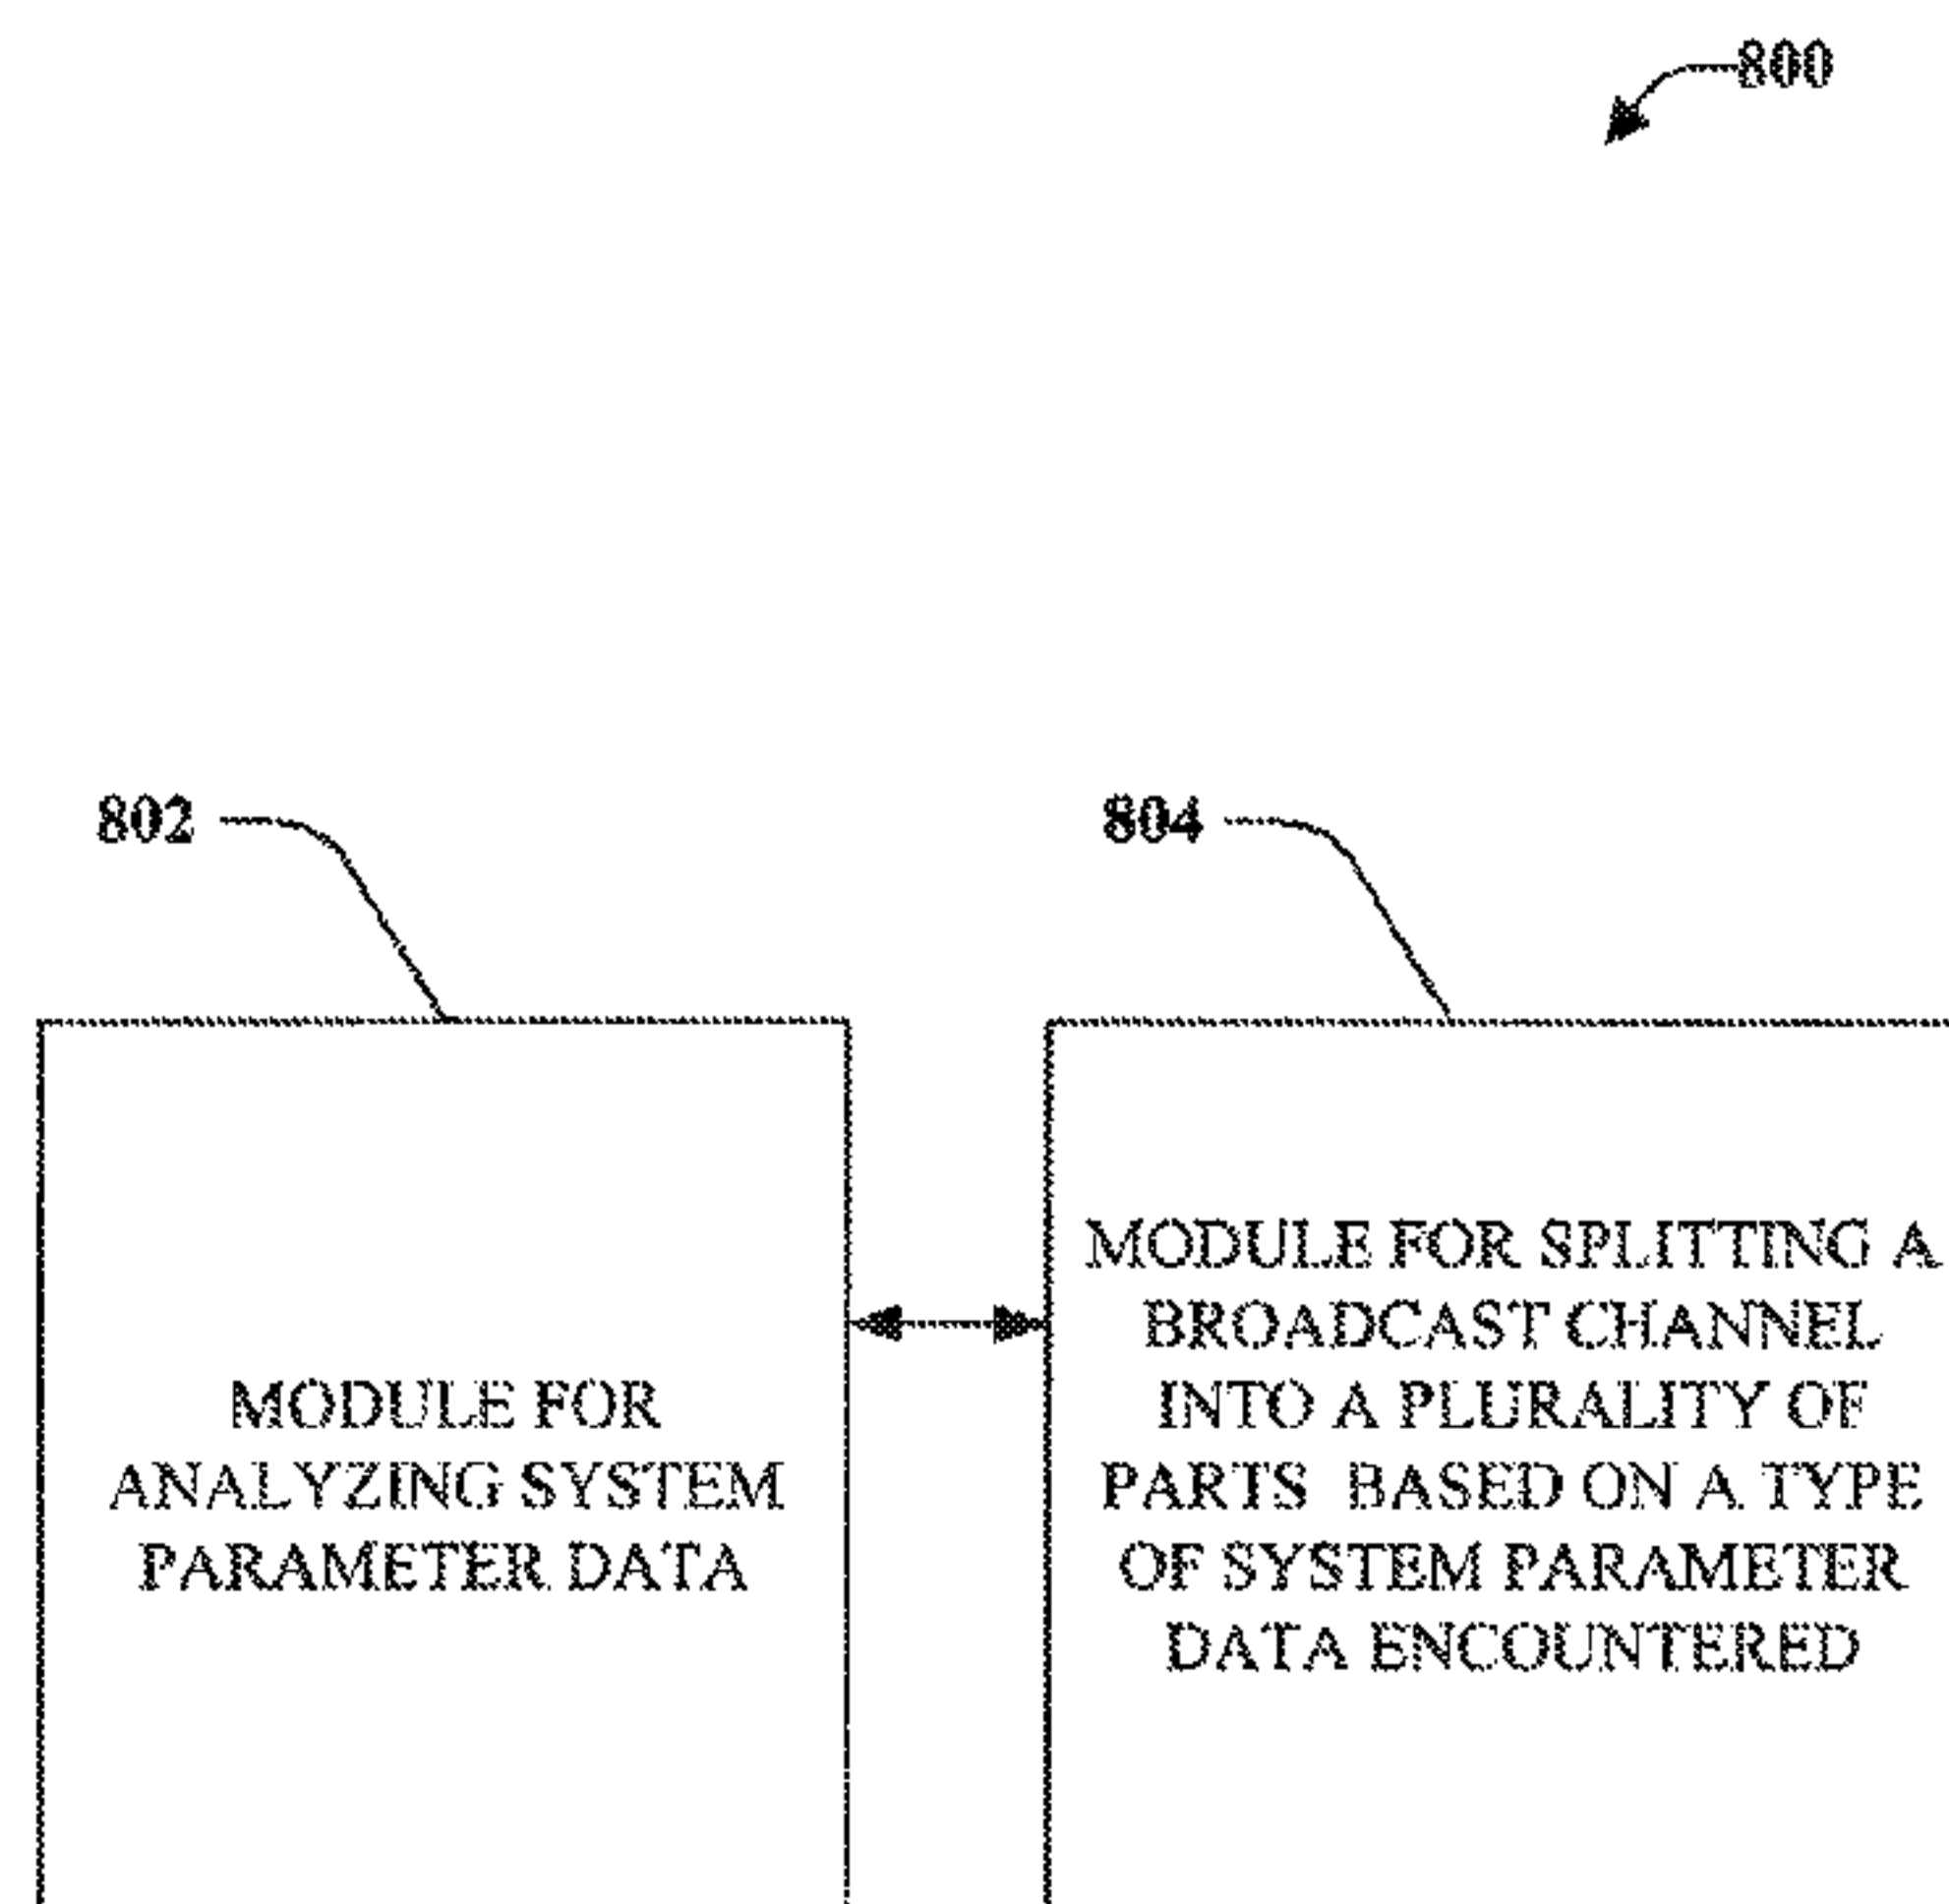 800
802
804
MODULE FOR
ANALYZING SYSTEM
PARAMETER DATA
MODULE FOR SPLITTING A
BROADCAST CHANNEL
INTO A PLURALITY OF
PARTS BASED ON A TYPE
OF SYSTEM PARAMETER
DATA ENCOUNTERED